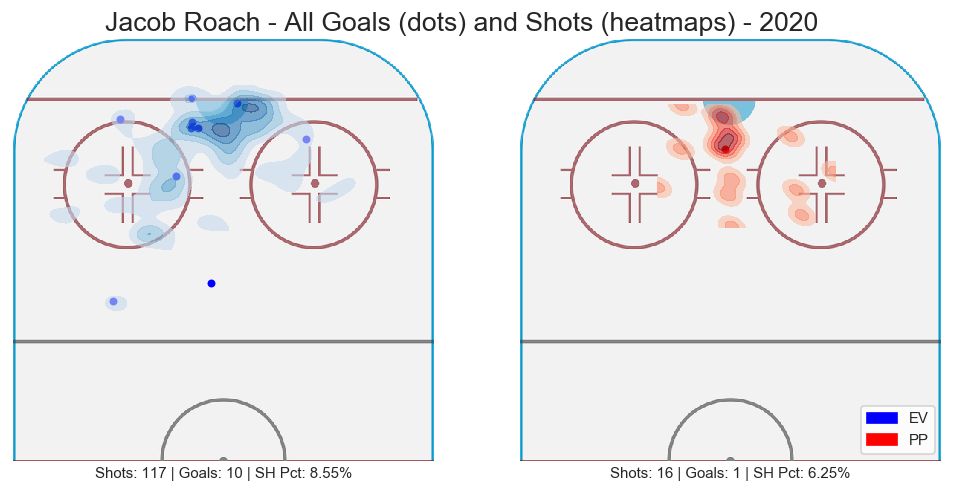 Jacob Roach - All Goals (dots) and Shots (heatmaps) - 2020
EV
PP
Shots: 117 | Goals: 10 | SH Pct: 8.55%
Shots: 16 | Goals: 1 | SH Pct: 6.25%